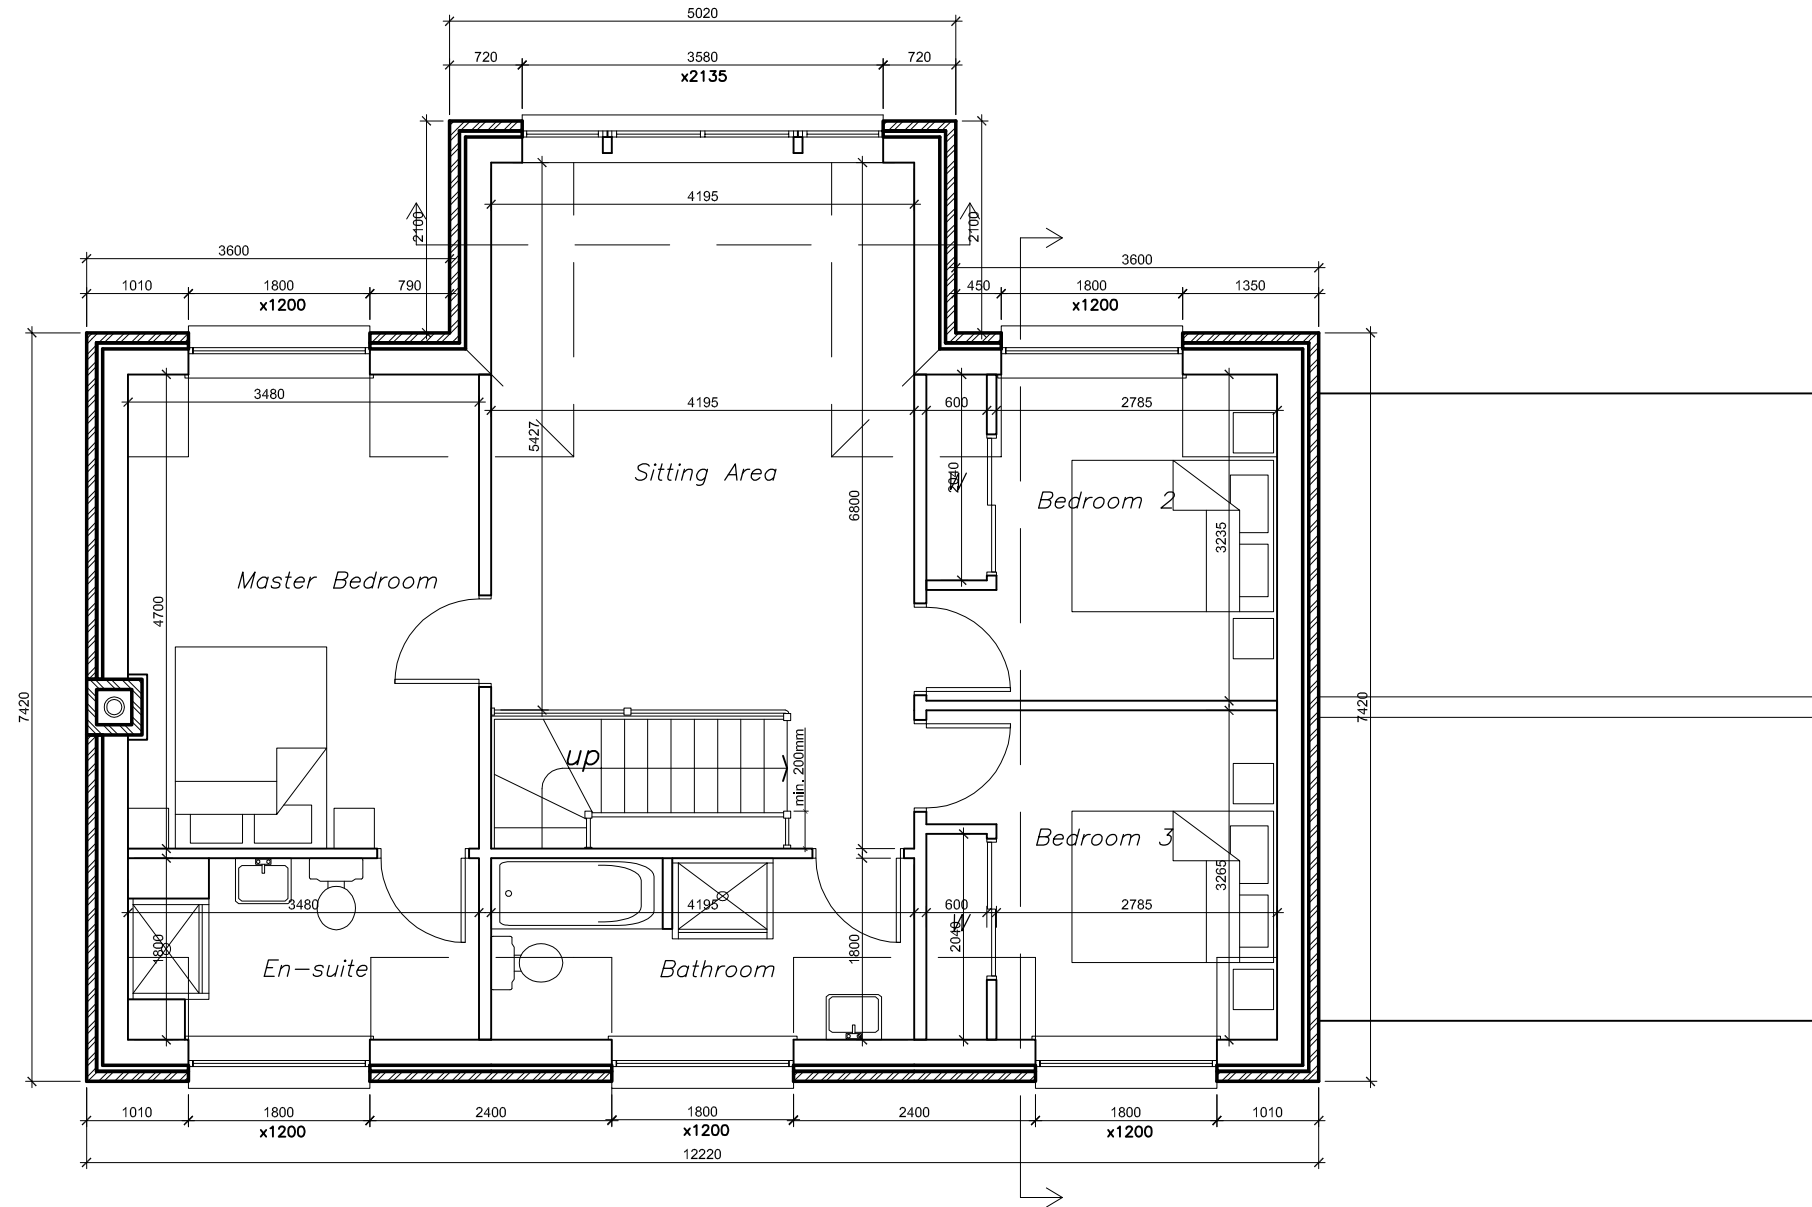 5020
720 3580 720
x2135
4195
2100 2100
3600 3600
1010 1800 790 450 1800 1350
x1200 x1200
3480 4195 600 2785
5427
Sitting Area
2040
6800
Bedroom 2
3235
Master Bedroom
4700
7420 7420
up
min. 200mm
Bedroom 3
3265
3480 4195 600 2785
1800 1800 2040
En-suite Bathroom
1010 1800 2400 1800 2400 1800 1010
x1200 x1200 x1200
12220